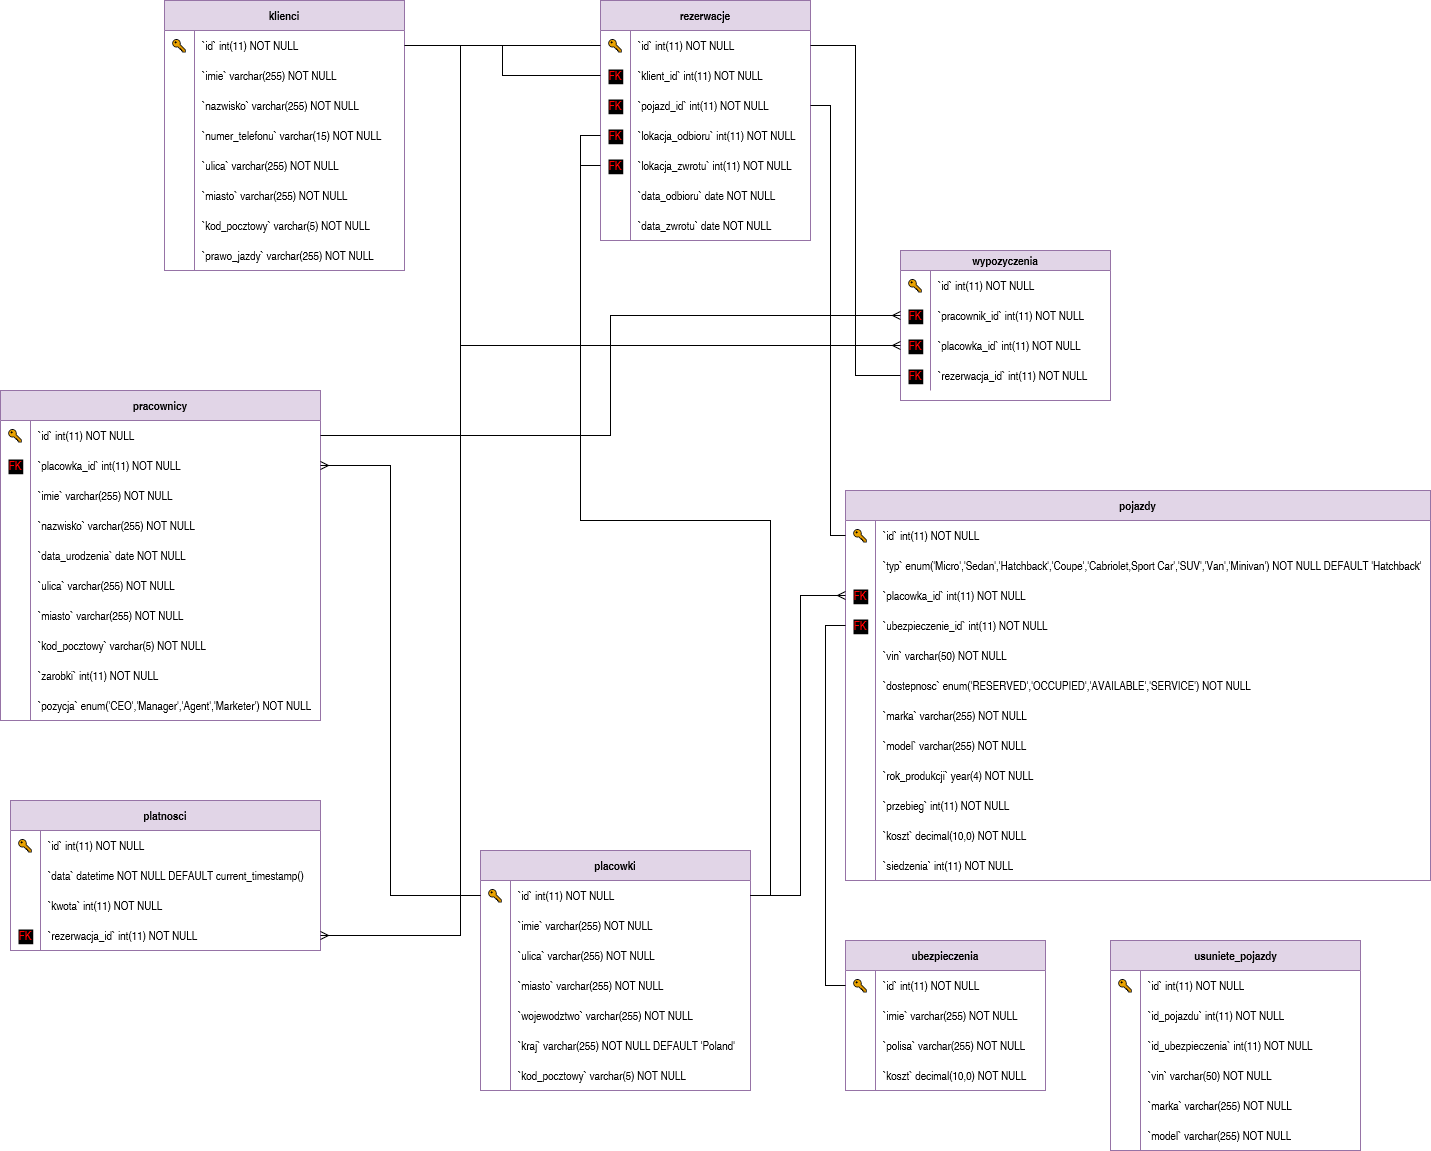 klienci
`id` int(11) NOT NULL
`imie` varchar(255) NOT NULL
`nazwisko` varchar(255) NOT NULL
`numer_telefonu` varchar(15) NOT NULL
`ulica` varchar(255) NOT NULL
`miasto` varchar(255) NOT NULL
`kod_pocztowy` varchar(5) NOT NULL
`prawo_jazdy` varchar(255) NOT NULL
rezerwacje
`id` int(11) NOT NULL
FK `klient_id` int(11) NOT NULL
FK `pojazd_id` int(11) NOT NULL
FK `lokacja_odbioru` int(11) NOT NULL
FK `lokacja_zwrotu` int(11) NOT NULL
`data_odbioru` date NOT NULL
`data_zwrotu` date NOT NULL
wypozyczenia
`id` int(11) NOT NULL
FK `pracownik_id` int(11) NOT NULL
FK `placowka_id` int(11) NOT NULL
FK `rezerwacja_id` int(11) NOT NULL
pracownicy
`id` int(11) NOT NULL
FK `placowka_id` int(11) NOT NULL
`imie` varchar(255) NOT NULL
`nazwisko` varchar(255) NOT NULL
`data_urodzenia` date NOT NULL
`ulica` varchar(255) NOT NULL
`miasto` varchar(255) NOT NULL
`kod_pocztowy` varchar(5) NOT NULL
`zarobki` int(11) NOT NULL
`pozycja` enum('CEO','Manager','Agent','Marketer') NOT NULL
pojazdy
`id` int(11) NOT NULL
`typ` enum('Micro','Sedan','Hatchback','Coupe','Cabriolet,Sport Car','SUV','Van','Minivan') NOT NULL DEFAULT 'Hatchback'
FK `placowka_id` int(11) NOT NULL
FK `ubezpieczenie_id` int(11) NOT NULL
`vin` varchar(50) NOT NULL
`dostepnosc` enum('RESERVED','OCCUPIED','AVAILABLE','SERVICE') NOT NULL
`marka` varchar(255) NOT NULL
`model` varchar(255) NOT NULL
`rok_produkcji` year(4) NOT NULL
`przebieg` int(11) NOT NULL
`koszt` decimal(10,0) NOT NULL
`siedzenia` int(11) NOT NULL
platnosci
`id` int(11) NOT NULL
`data` datetime NOT NULL DEFAULT current_timestamp()
`kwota` int(11) NOT NULL
FK `rezerwacja_id` int(11) NOT NULL
placowki
`id` int(11) NOT NULL
`imie` varchar(255) NOT NULL
`ulica` varchar(255) NOT NULL
`miasto` varchar(255) NOT NULL
`wojewodztwo` varchar(255) NOT NULL
`kraj` varchar(255) NOT NULL DEFAULT 'Poland'
`kod_pocztowy` varchar(5) NOT NULL
ubezpieczenia
`id` int(11) NOT NULL
`imie` varchar(255) NOT NULL
`polisa` varchar(255) NOT NULL
`koszt` decimal(10,0) NOT NULL
usuniete_pojazdy
`id` int(11) NOT NULL
`id_pojazdu` int(11) NOT NULL
`id_ubezpieczenia` int(11) NOT NULL
`vin` varchar(50) NOT NULL
`marka` varchar(255) NOT NULL
`model` varchar(255) NOT NULL